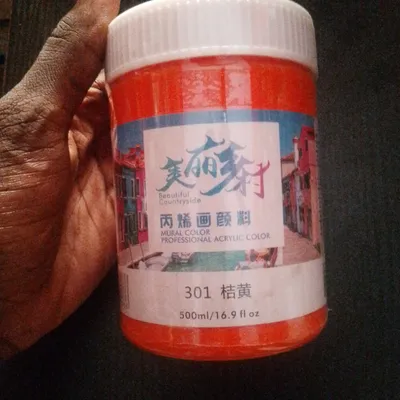 美丽乡村
Beautiful
Countryside
丙烯画颜料
MURAL COLOR
PROFESSIONAL ACRYLIC COLOR
301 桔黄
500ml/16.9 fl oz